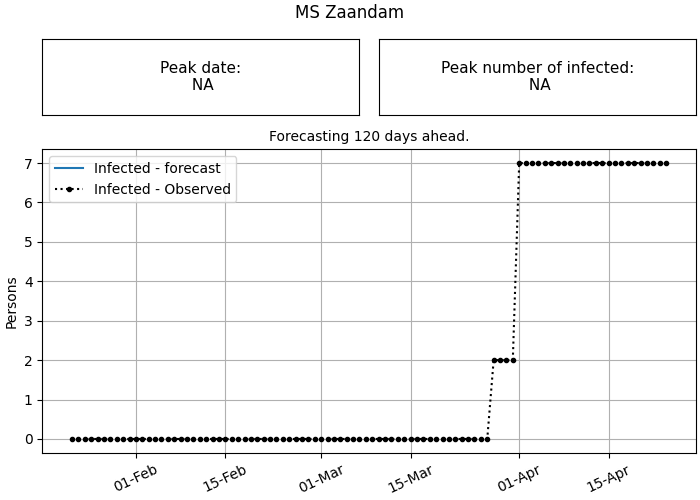 MS Zaandam
Peak date:
NA
Peak number of infected:
NA
Forecasting 120 days ahead.
Infected - forecast
Infected - Observed
Persons
7
6
5
4
3
2
1
0
01-Feb
15-Feb
01-Mar
15-Mar
01-Apr
15-Apr